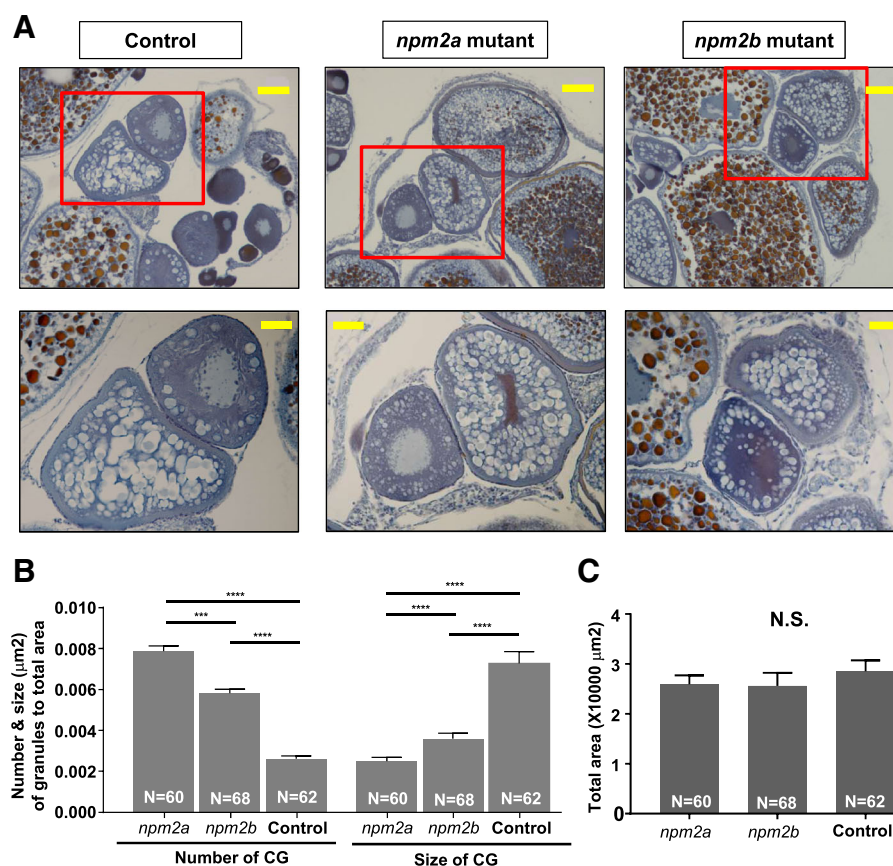 A
Control
npm2a mutant
npm2b mutant
B
Number & size (μm2)
of granules to total area
0.010
0.008
0.006
0.004
0.002
0.000
****
***
****
****
****
****
N=60
N=68
N=62
N=60
N=68
N=62
npm2a
npm2b
Control
npm2a
npm2b
Control
Number of CG
Size of CG
C
Total area (X10000 μm2)
4
3
2
1
0
N.S.
N=60
N=68
N=62
npm2a
npm2b
Control